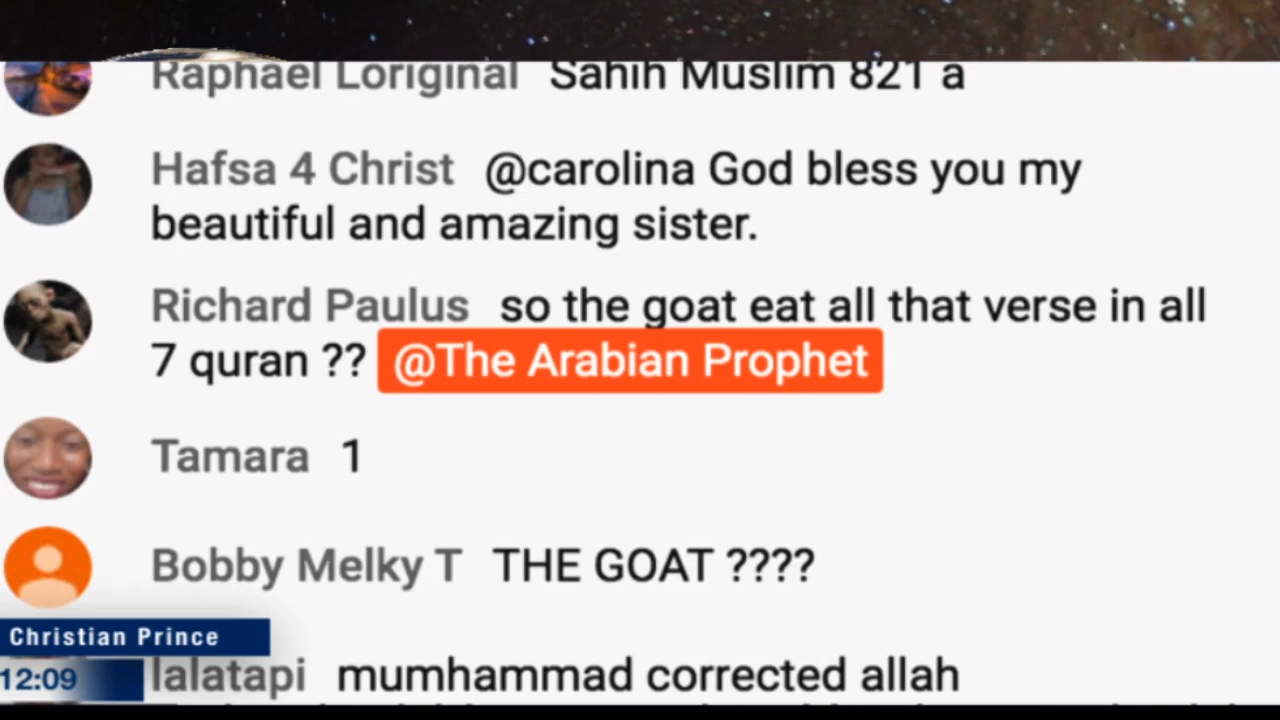 Raphael Loriginal Sahih Muslim 821 a
Hafsa 4 Christ @carolina God bless you my
beautiful and amazing sister.
Richard Paulus so the goat eat all that verse in all
7 quran ?? @The Arabian Prophet
Tamara 1
Bobby Melky T THE GOAT ????
Christian Prince
12:09
lalatapi mumhammad corrected allah